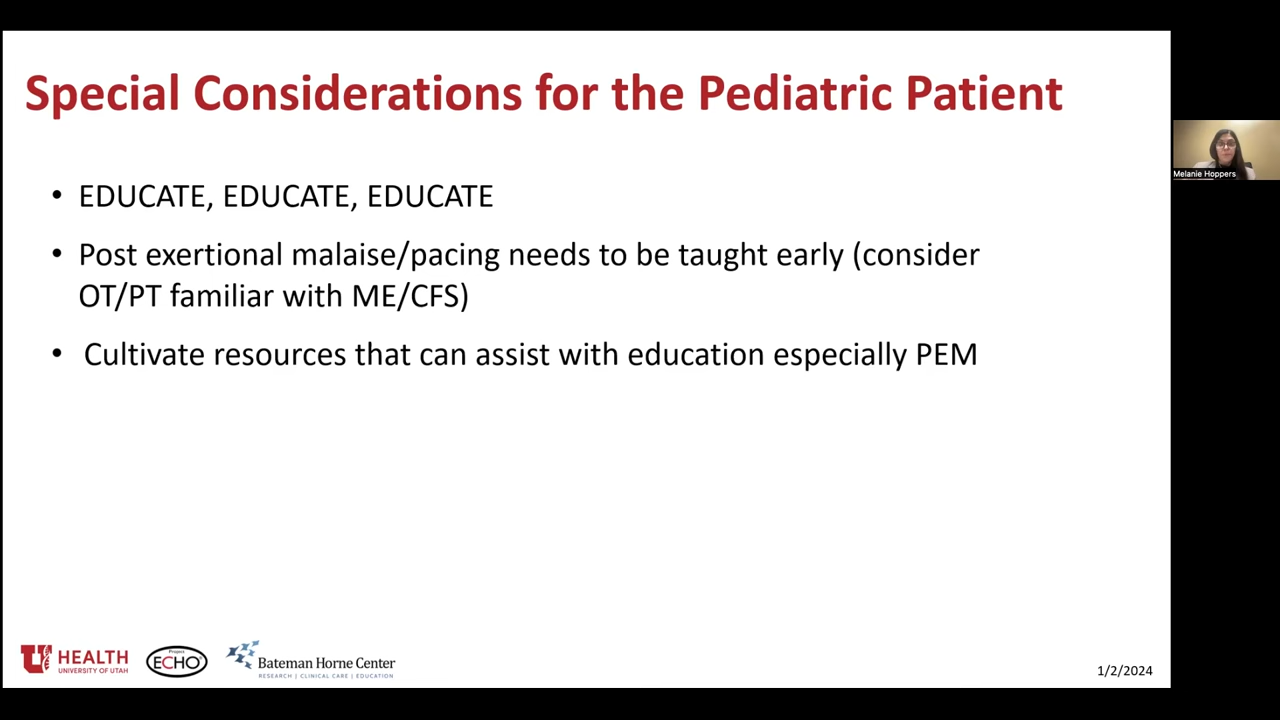 Special Considerations for the Pediatric Patient
• EDUCATE, EDUCATE, EDUCATE
• Post exertional malaise/pacing needs to be taught early (consider
OT/PT familiar with ME/CFS)
• Cultivate resources that can assist with education especially PEM
Melanie Hoppers
U HEALTH
UNIVERSITY OF UTAH
Project
ECHO
Bateman Horne Center
RESEARCH | CLINICAL CARE | EDUCATION
1/2/2024